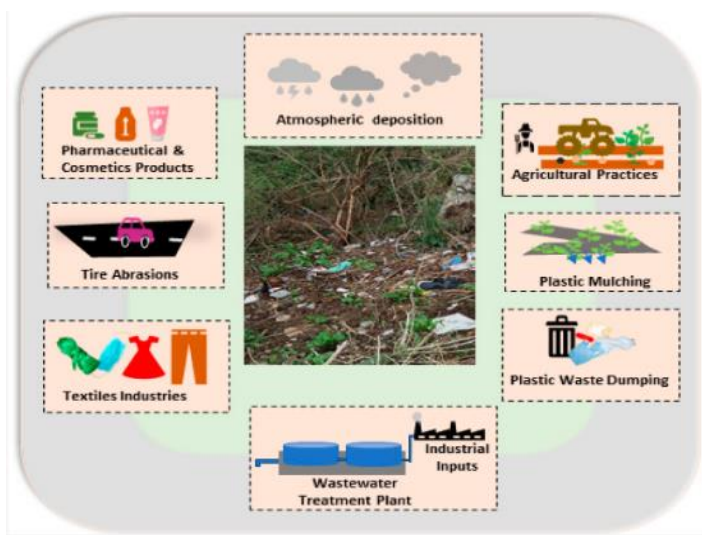 Atmospheric deposition
Pharmaceutical &
Cosmetics Products
Agricultural Practices
Tire Abrasions
Plastic Mulching
Textiles Industries
Plastic Waste Dumping
Industrial
Inputs
Wastewater
Treatment Plant